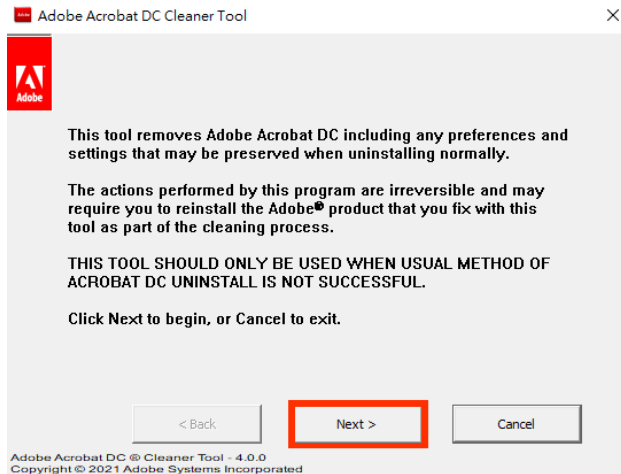 Adobe Acrobat DC Cleaner Tool
Adobe
This tool removes Adobe Acrobat DC including any preferences and
settings that may be preserved when uninstalling normally.
The actions performed by this program are irreversible and may
require you to reinstall the Adobe® product that you fix with this
tool as part of the cleaning process.
THIS TOOL SHOULD ONLY BE USED WHEN USUAL METHOD OF
ACROBAT DC UNINSTALL IS NOT SUCCESSFUL.
Click Next to begin, or Cancel to exit.
< Back
Next >
Cancel
Adobe Acrobat DC ® Cleaner Tool - 4.0.0
Copyright © 2021 Adobe Systems Incorporated